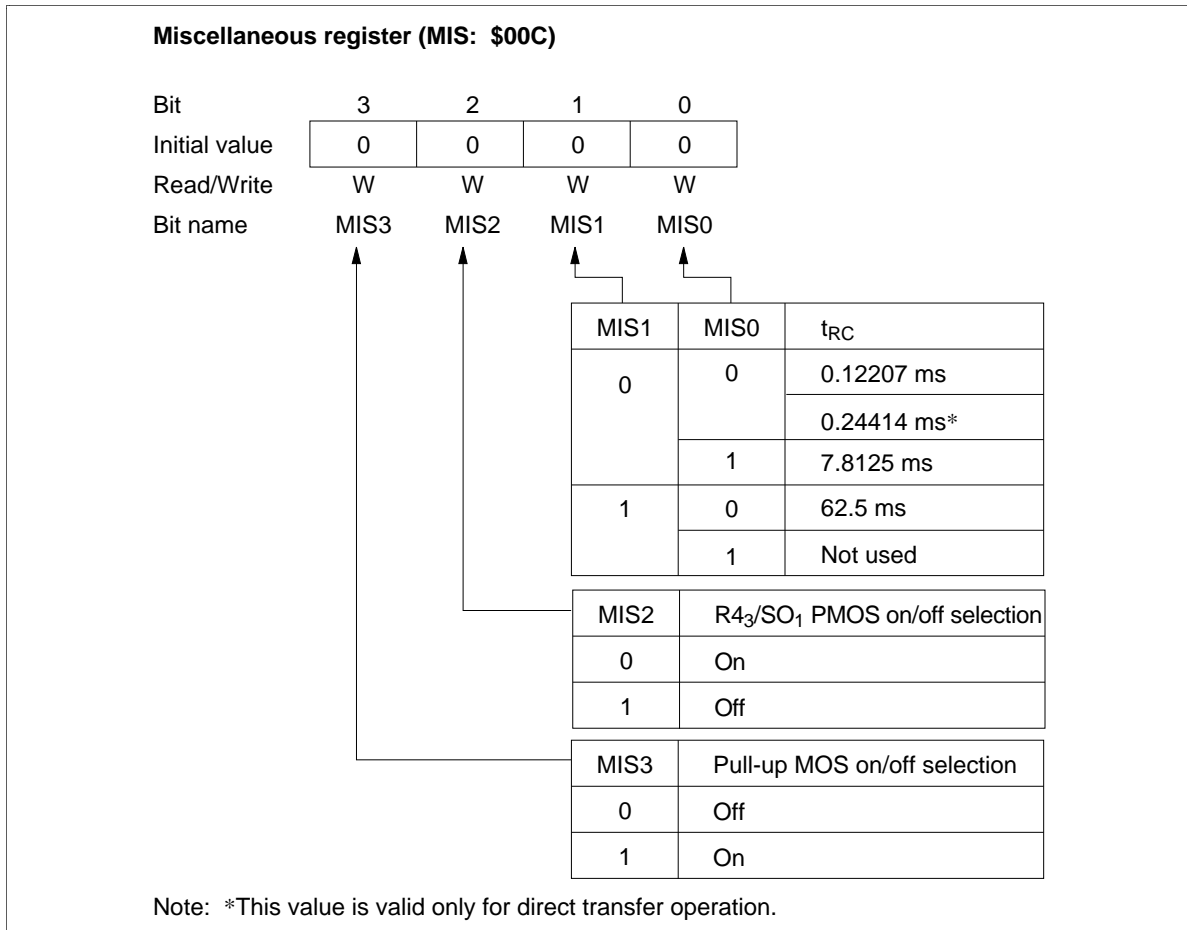 Miscellaneous register (MIS: $00C)
Bit 3 2 1 0
Initial value 0 0 0 0
Read/Write W W W W
Bit name MIS3 MIS2 MIS1 MIS0
MIS1 MIS0 tRC
0 0 0.12207 ms
0.24414 ms*
1 7.8125 ms
1 0 62.5 ms
1 Not used
MIS2 R43/SO1 PMOS on/off selection
0 On
1 Off
MIS3 Pull-up MOS on/off selection
0 Off
1 On
Note: *This value is valid only for direct transfer operation.